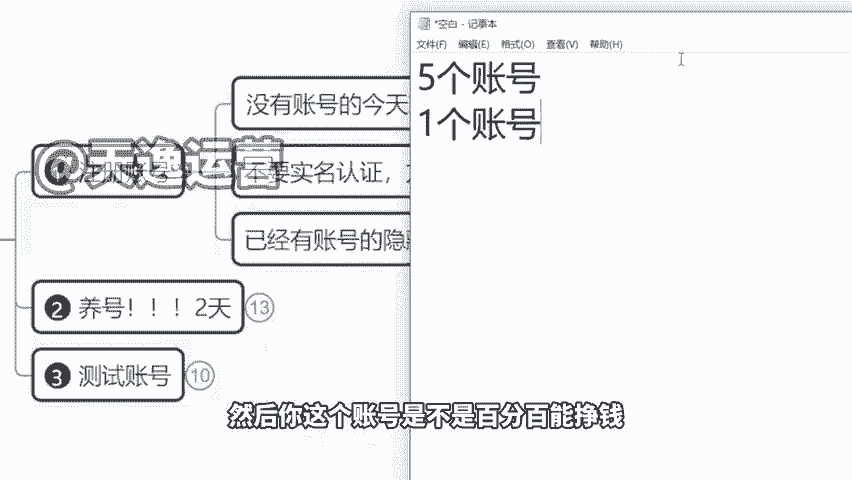 *空白 - 记事本
文件(F) 编辑(E) 格式(O) 查看(V) 帮助(H)
5个账号
1个账号
没有账号的今天
@天逸运营
1 注册账号
不要实名认证，
已经有账号的隐
2 养号！！！2天 13
3 测试账号 10
然后你这个账号是不是百分百能挣钱